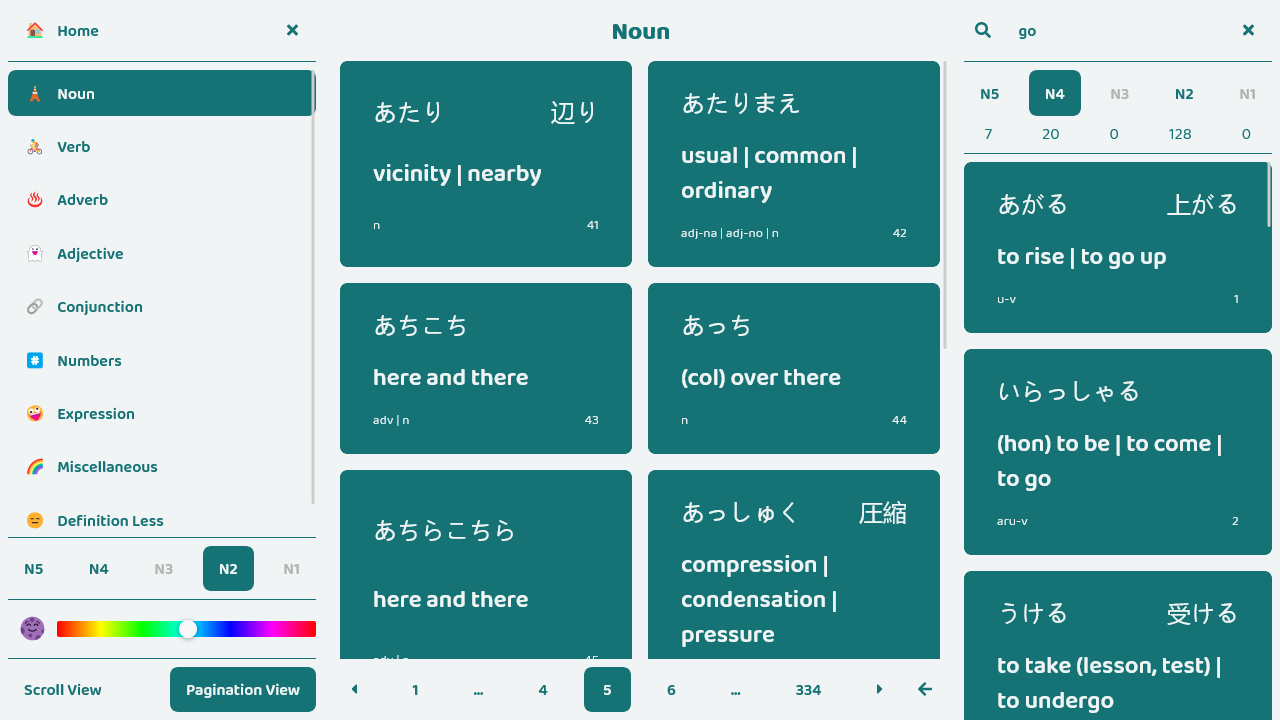 Home
Noun
Verb
Adverb
Adjective
Conjunction
Numbers
Expression
Miscellaneous
Definition Less
N5 N4 N3 N2 N1
Scroll View Pagination View
Noun
あたり 辺り
vicinity | nearby
n 41
あたりまえ
usual | common |
ordinary
adj-na | adj-no | n 42
あちこち
here and there
adv | n 43
あっち
(col) over there
n 44
あちらこちら
here and there
adv | n 45
あっしゅく 圧縮
compression |
condensation |
pressure
1 ... 4 5 6 ... 334
go
N5 N4 N3 N2 N1
7 20 0 128 0
あがる 上がる
to rise | to go up
u-v 1
いらっしゃる
(hon) to be | to come |
to go
aru-v 2
うける 受ける
to take (lesson, test) |
to undergo